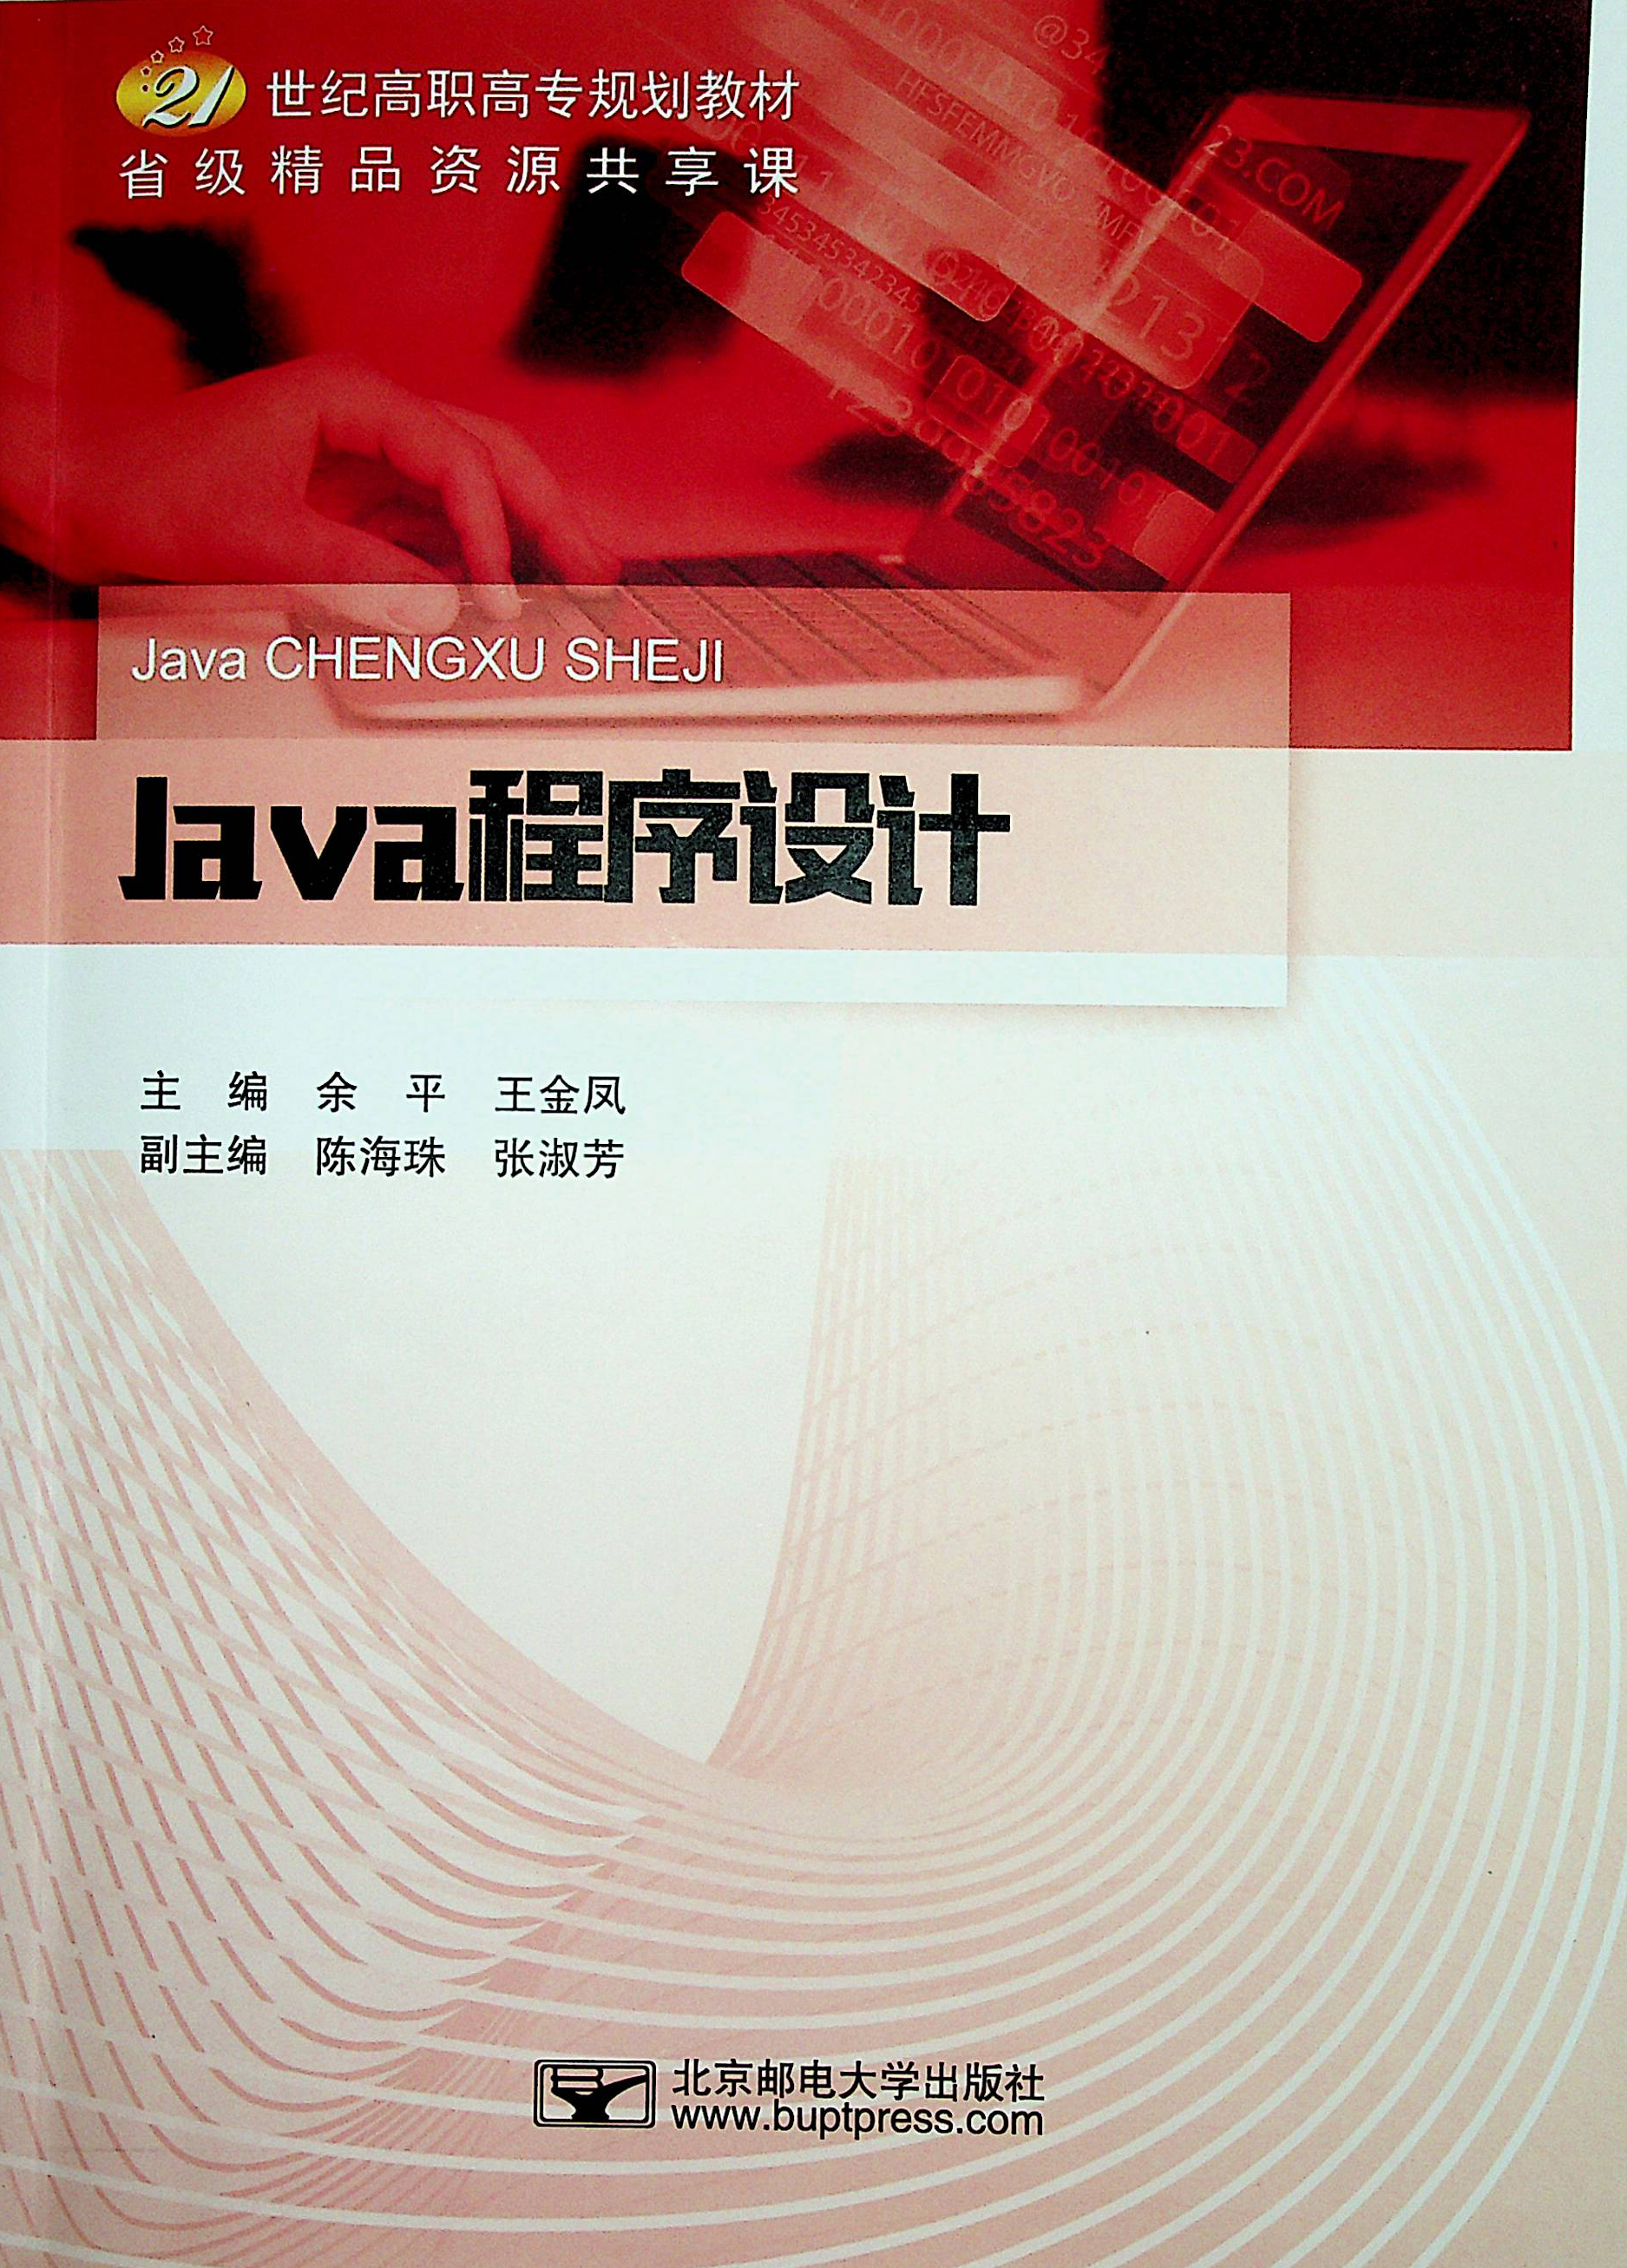 21世纪高职高专规划教材
省级精品资源共享课
@34
23.COM
Java CHENGXU SHEJI
Java程序设计
主　编　余　平　王金凤
副主编　陈海珠　张淑芳
北京邮电大学出版社
www.buptpress.com